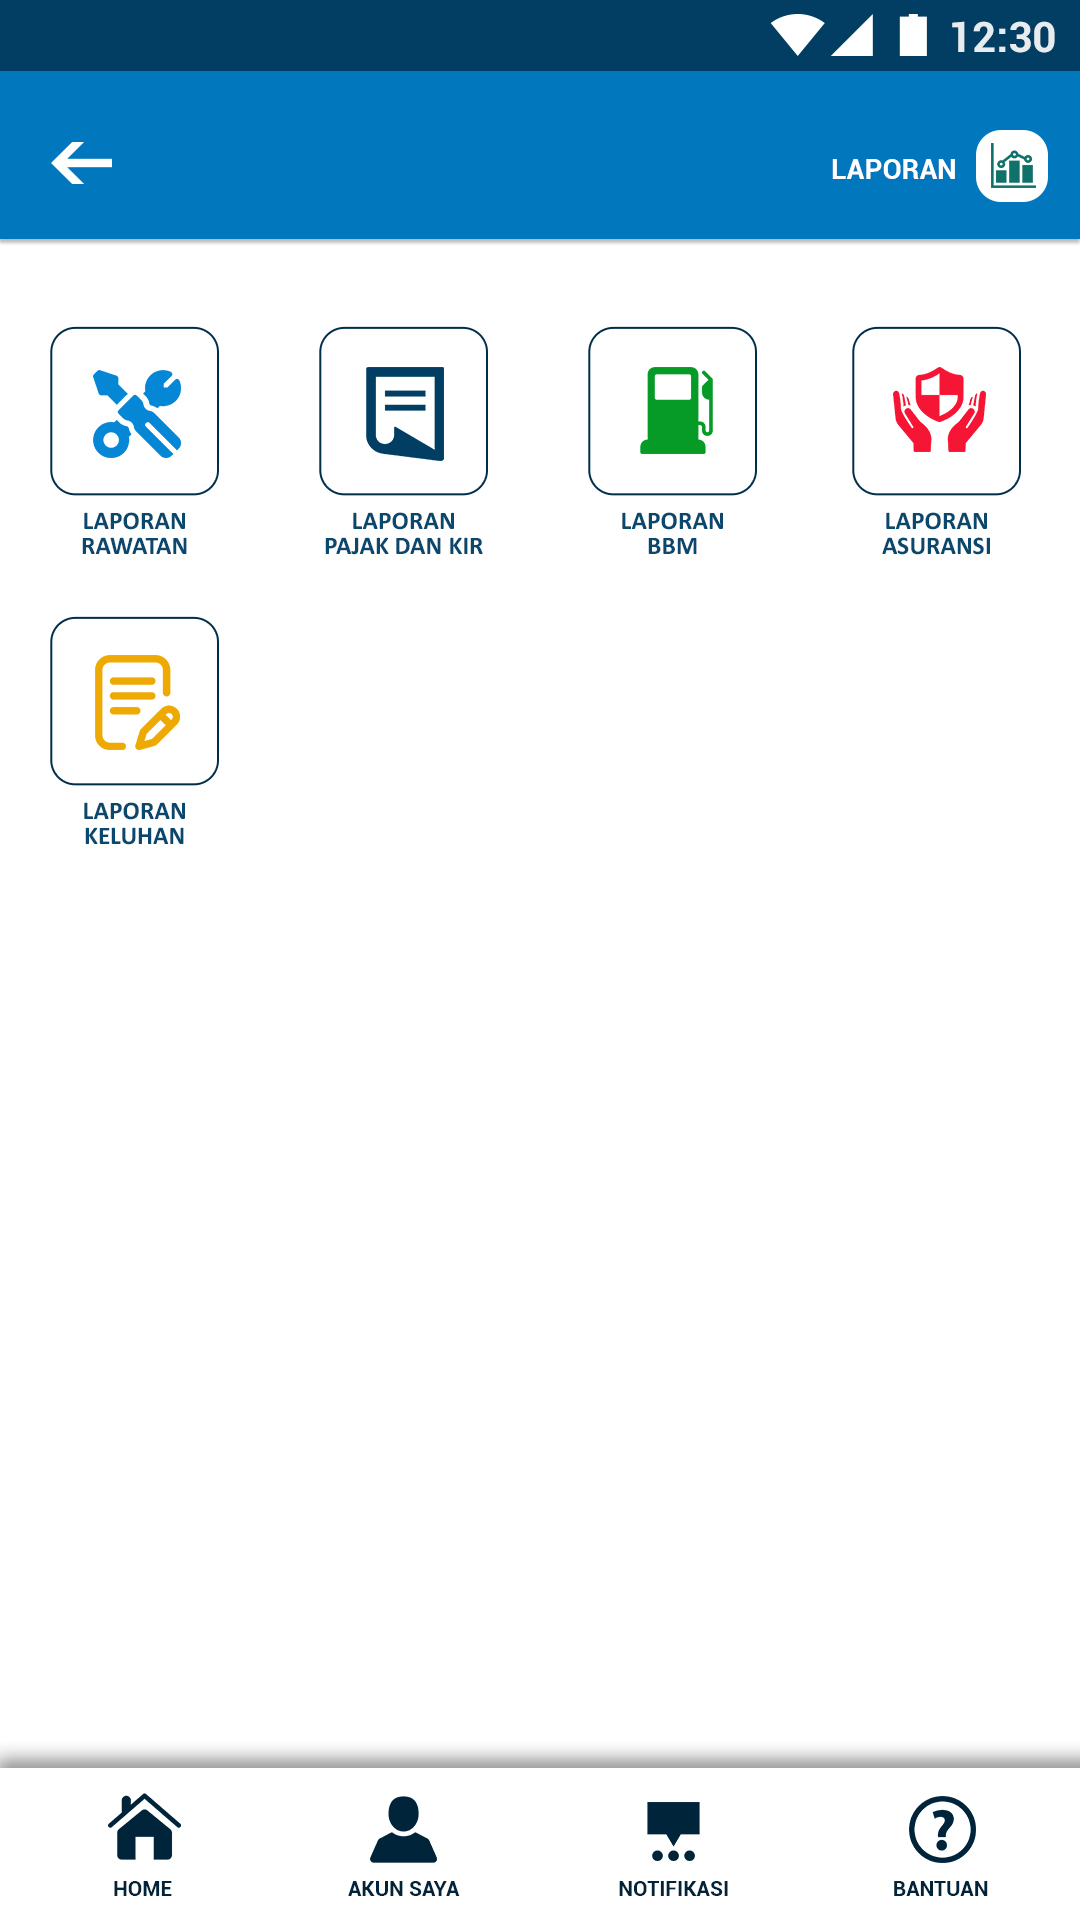 12:30
LAPORAN
LAPORAN
RAWATAN
LAPORAN
PAJAK DAN KIR
LAPORAN
BBM
LAPORAN
ASURANSI
LAPORAN
KELUHAN
HOME
AKUN SAYA
NOTIFIKASI
BANTUAN